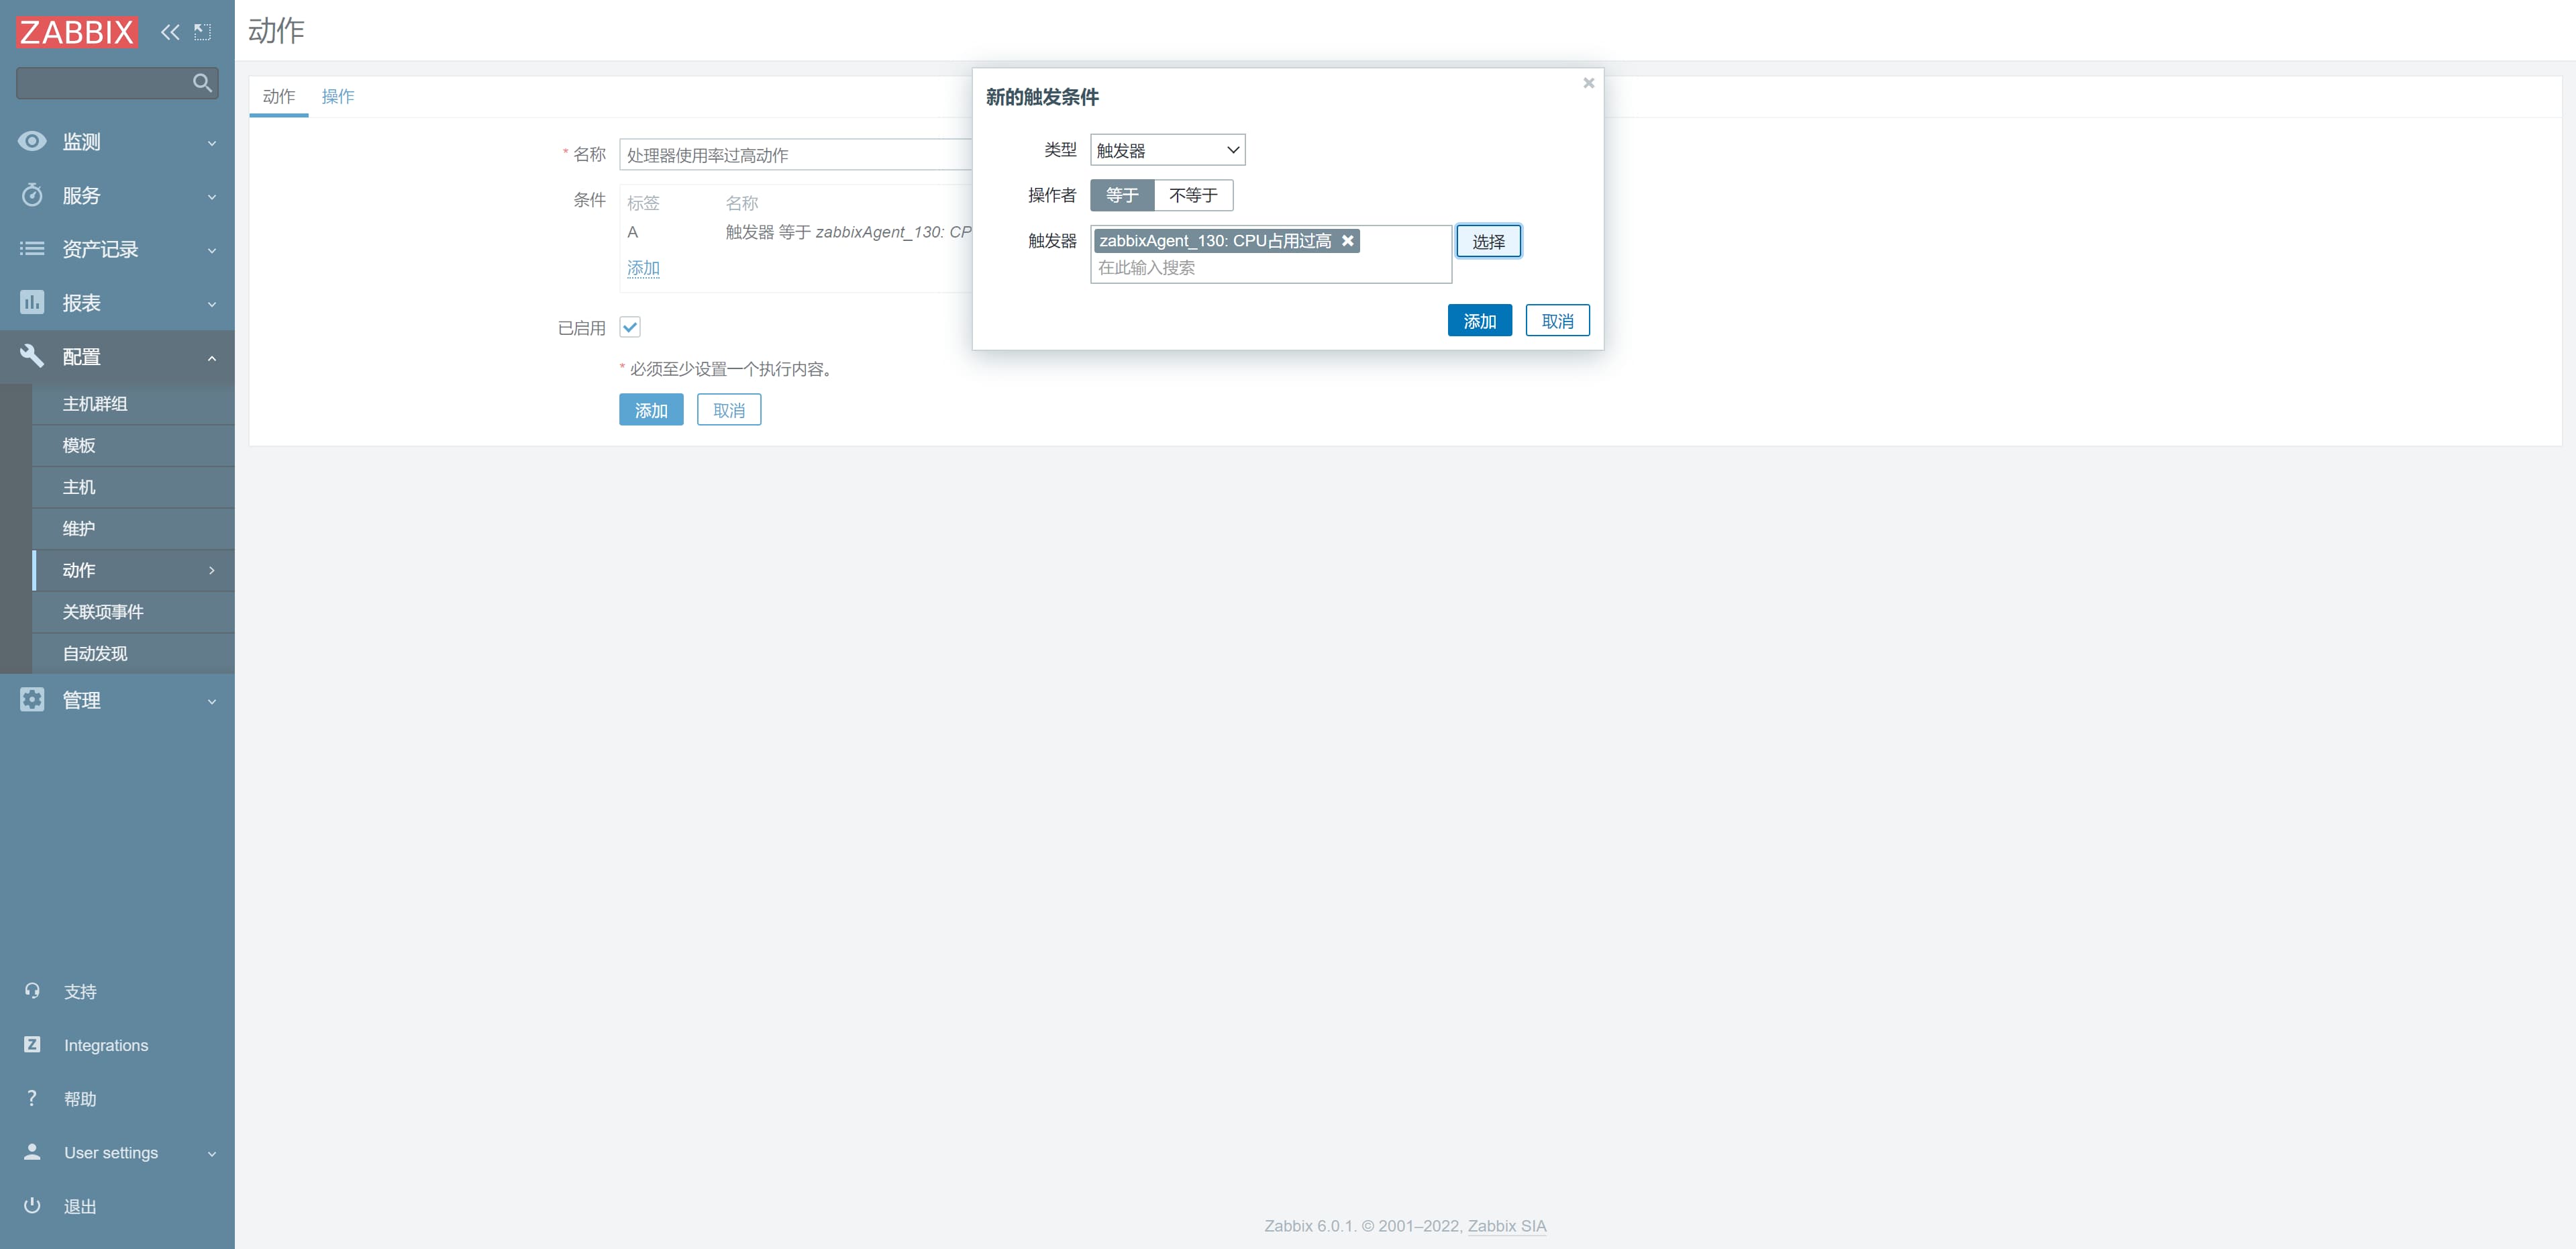 ZABBIX
监测
服务
资产记录
报表
配置
主机群组
模板
主机
维护
动作
关联项事件
自动发现
管理
支持
Integrations
帮助
User settings
退出
动作
动作 操作
* 名称 处理器使用率过高动作
条件 标签 名称
A 触发器 等于 zabbixAgent_130: CP
添加
已启用
* 必须至少设置一个执行内容。
添加 取消
新的触发条件
类型 触发器
操作者 等于 不等于
触发器 zabbixAgent_130: CPU占用过高 选择
在此输入搜索
添加 取消
Zabbix 6.0.1. © 2001–2022, Zabbix SIA